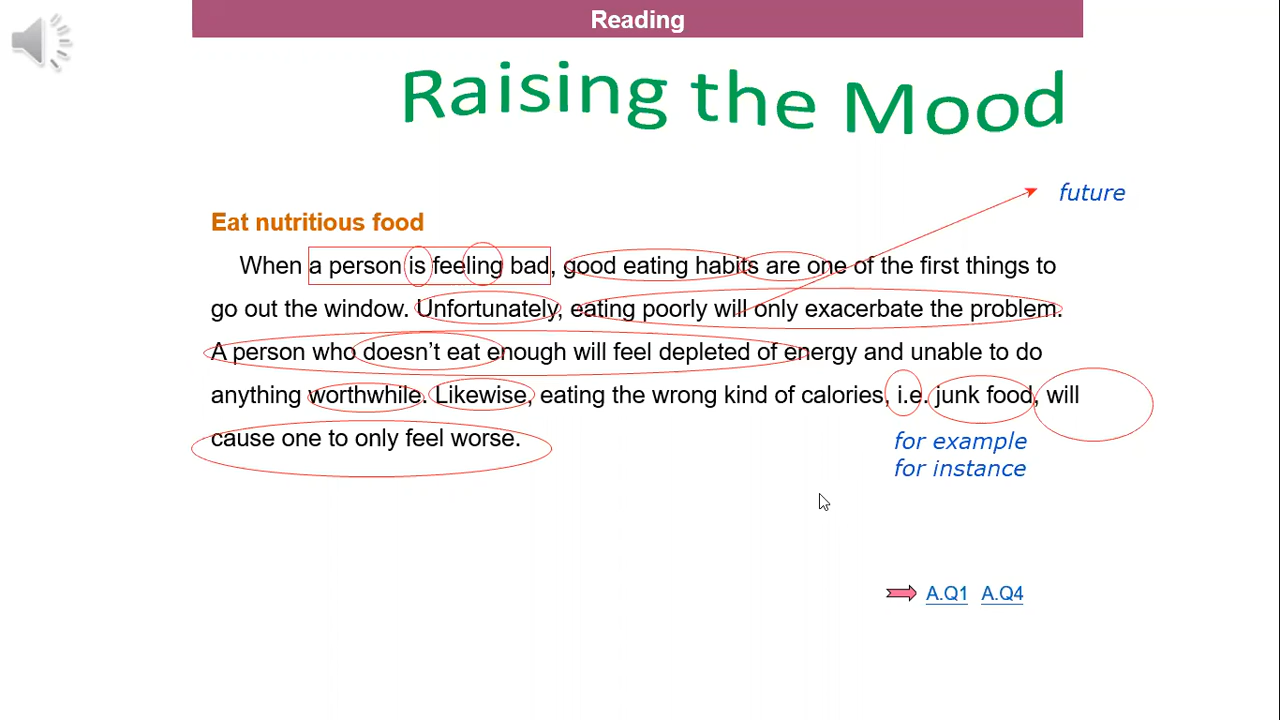 Reading
Raising the Mood
future
Eat nutritious food
When a person is feeling bad, good eating habits are one of the first things to
go out the window. Unfortunately, eating poorly will only exacerbate the problem.
A person who doesn't eat enough will feel depleted of energy and unable to do
anything worthwhile. Likewise, eating the wrong kind of calories, i.e. junk food, will
cause one to only feel worse.
for example
for instance
A.Q1 A.Q4